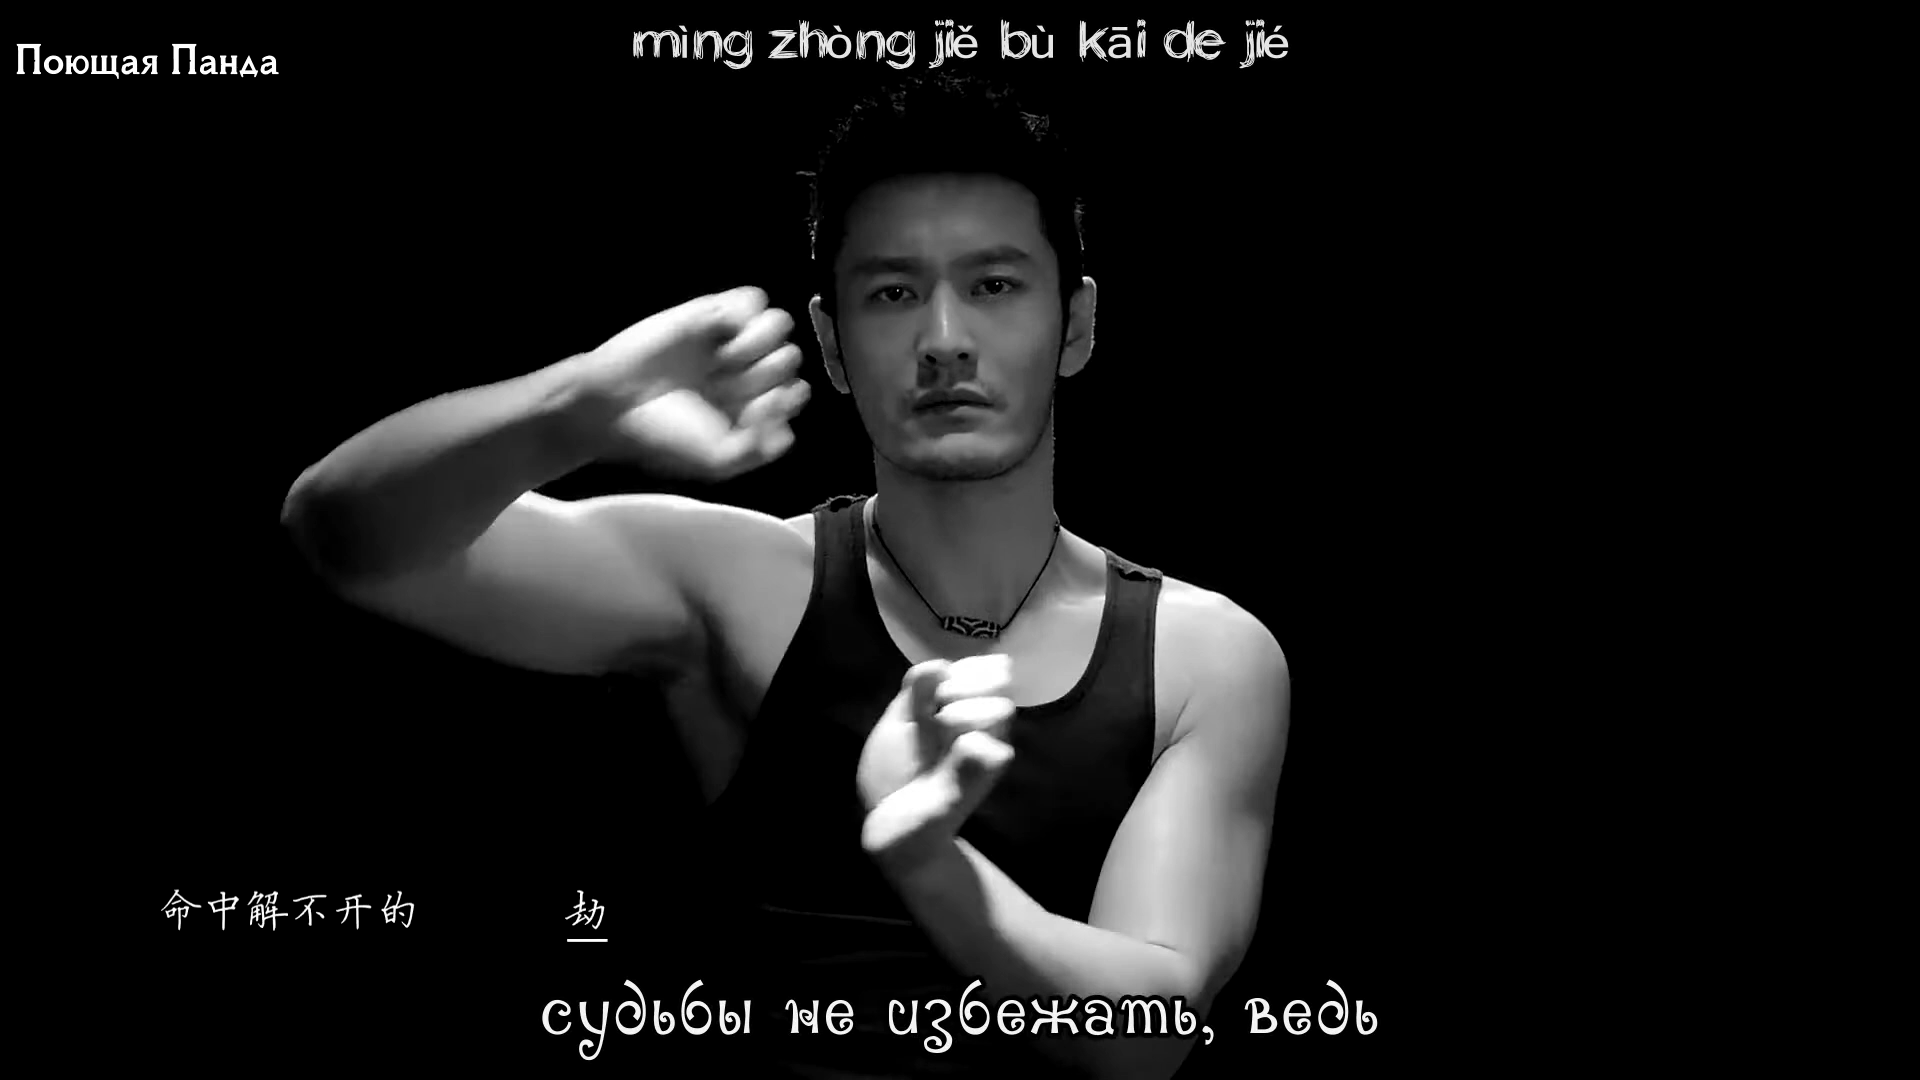 mìng zhòng jiě bù kāi de jié
Поющая Панда
命中解不开的 劫
судьбы не избежать, ведь